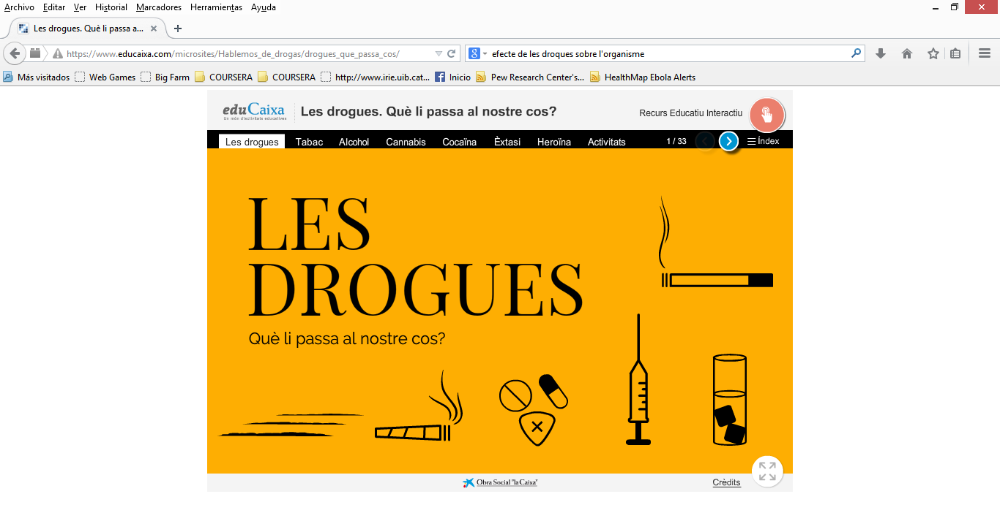 Archivo Editar Ver Historial Marcadores Herramientas Ayuda
Les drogues. Què li passa a...
https://www.educaixa.com/microsites/Hablemos_de_drogas/drogues_que_passa_cos/
efecte de les droques sobre l'organisme
Más visitados Web Games Big Farm COURSERA COURSERA http://www.irie.uib.cat... Inicio Pew Research Center's... HealthMap Ebola Alerts
eduCaixa
Un món d'activitats educatives
Les drogues. Què li passa al nostre cos?
Recurs Educatiu Interactiu
Les drogues Tabac Alcohol Cannabis Cocaïna Èxtasi Heroïna Activitats 1 / 33 Índex
LES
DROGUES
Què li passa al nostre cos?
Obra Social "la Caixa"
Crèdits